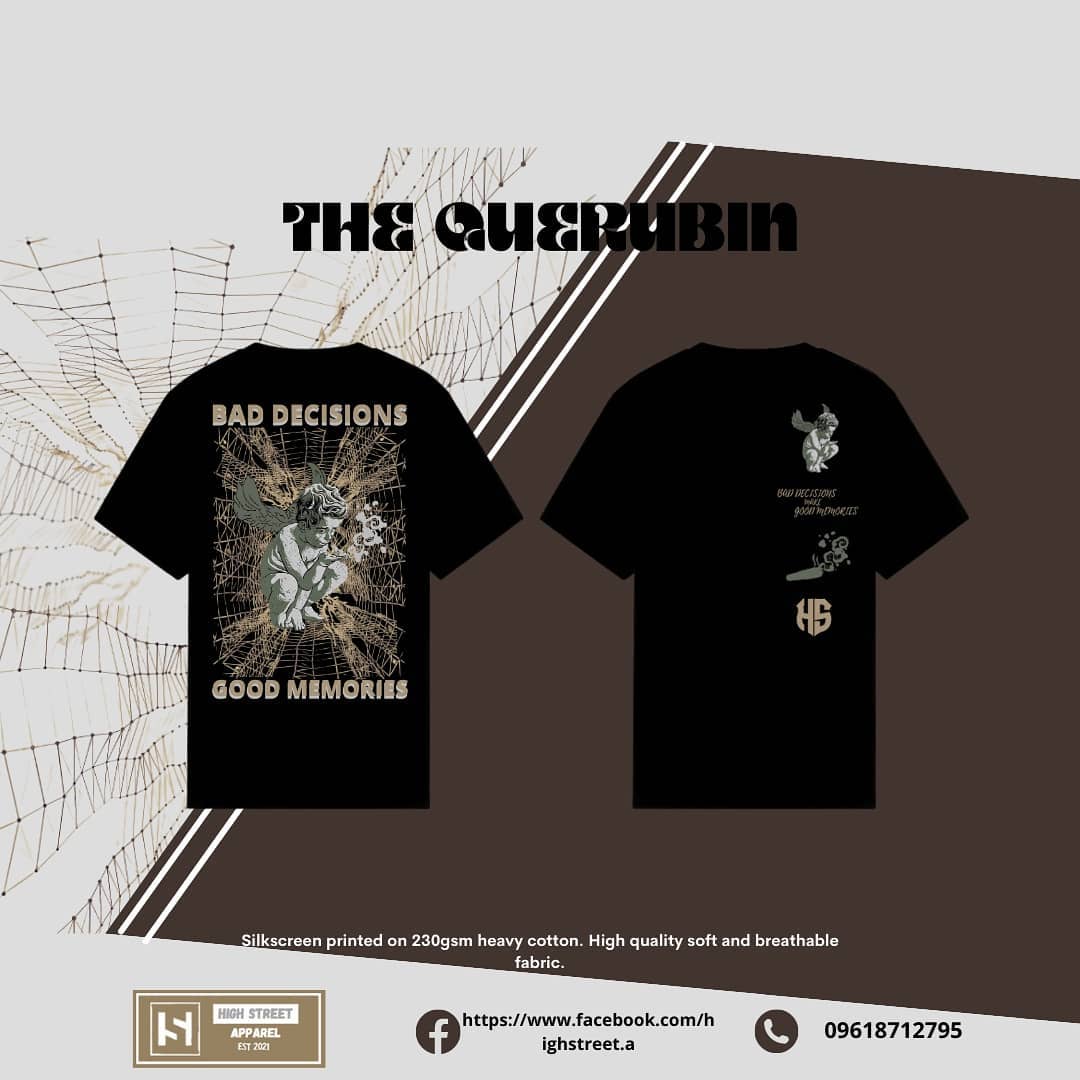 THE QUERUBIN
BAD DECISIONS
GOOD MEMORIES
BAD DECISIONS
MAKE
GOOD MEMORIES
HS
Silkscreen printed on 230gsm heavy cotton. High quality soft and breathable
fabric.
HIGH STREET
APPAREL
EST 2021
https://www.facebook.com/h
ighstreet.a
09618712795